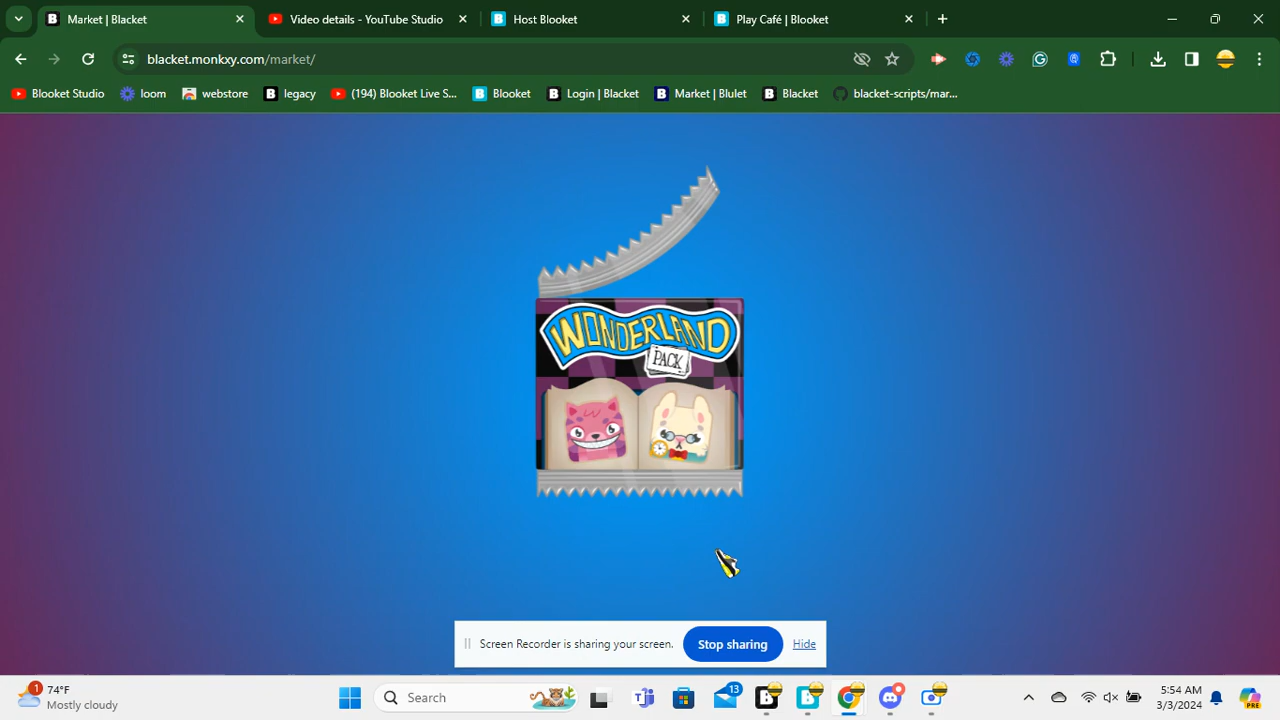 Market | Blacket
Video details - YouTube Studio
Host Blooket
Play Café | Blooket
blacket.monkxy.com/market/
Blooket Studio
loom
webstore
legacy
(194) Blooket Live S...
Blooket
Login | Blacket
Market | Blulet
Blacket
blacket-scripts/mar...
WONDERLAND
PACK
Screen Recorder is sharing your screen.
Stop sharing
Hide
1
74°F
Mostly cloudy
Search
13
5:54 AM
3/3/2024
PRE